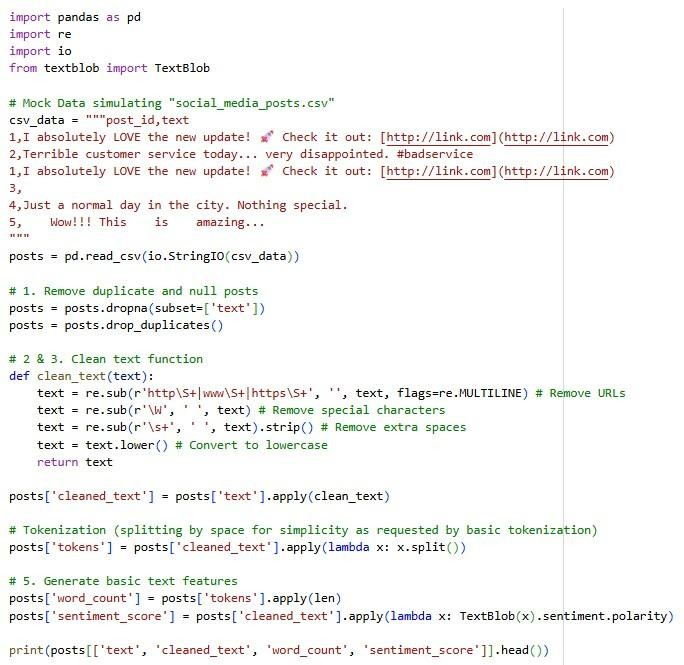 import pandas as pd
import re
import io
from textblob import TextBlob
# Mock Data simulating "social_media_posts.csv"
csv_data = """post_id,text
1,I absolutely LOVE the new update! 🚀 Check it out: [http://link.com](http://link.com)
2,Terrible customer service today... very disappointed. #badservice
1,I absolutely LOVE the new update! 🚀 Check it out: [http://link.com](http://link.com)
3,
4,Just a normal day in the city. Nothing special.
5,    Wow!!! This    is    amazing...
"""
posts = pd.read_csv(io.StringIO(csv_data))
# 1. Remove duplicate and null posts
posts = posts.dropna(subset=['text'])
posts = posts.drop_duplicates()
# 2 & 3. Clean text function
def clean_text(text):
    text = re.sub(r'http\S+|www\S+|https\S+', '', text, flags=re.MULTILINE) # Remove URLs
    text = re.sub(r'\W', ' ', text) # Remove special characters
    text = re.sub(r'\s+', ' ', text).strip() # Remove extra spaces
    text = text.lower() # Convert to lowercase
    return text
posts['cleaned_text'] = posts['text'].apply(clean_text)
# Tokenization (splitting by space for simplicity as requested by basic tokenization)
posts['tokens'] = posts['cleaned_text'].apply(lambda x: x.split())
# 5. Generate basic text features
posts['word_count'] = posts['tokens'].apply(len)
posts['sentiment_score'] = posts['cleaned_text'].apply(lambda x: TextBlob(x).sentiment.polarity)
print(posts[['text', 'cleaned_text', 'word_count', 'sentiment_score']].head())